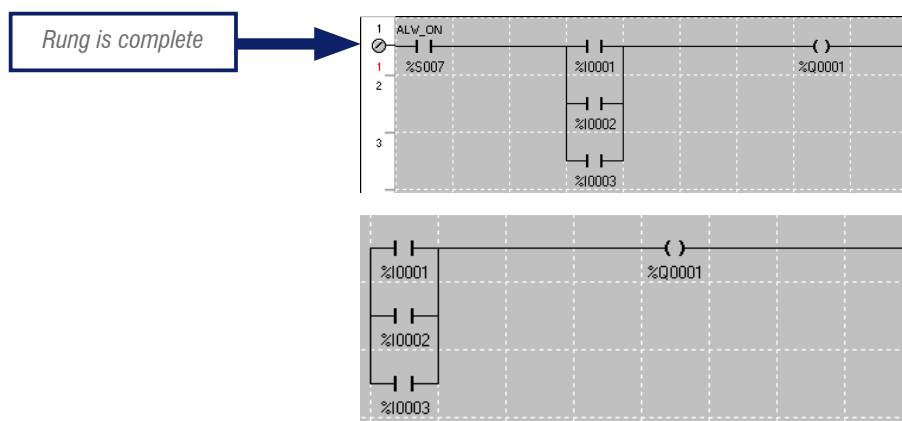 Rung is complete
1 ALW_ON
1 %S007 %I0001 %Q0001
2
%I0002
3
%I0003
%I0001 %Q0001
%I0002
%I0003